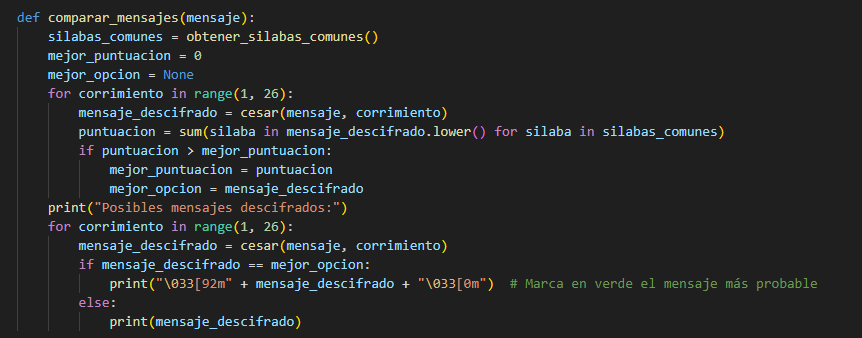 def comparar_mensajes(mensaje):
    silabas_comunes = obtener_silabas_comunes()
    mejor_puntuacion = 0
    mejor_opcion = None
    for corrimiento in range(1, 26):
        mensaje_descifrado = cesar(mensaje, corrimiento)
        puntuacion = sum(silaba in mensaje_descifrado.lower() for silaba in silabas_comunes)
        if puntuacion > mejor_puntuacion:
            mejor_puntuacion = puntuacion
            mejor_opcion = mensaje_descifrado
    print("Posibles mensajes descifrados:")
    for corrimiento in range(1, 26):
        mensaje_descifrado = cesar(mensaje, corrimiento)
        if mensaje_descifrado == mejor_opcion:
            print("\033[92m" + mensaje_descifrado + "\033[0m")  # Marca en verde el mensaje más probable
        else:
            print(mensaje_descifrado)